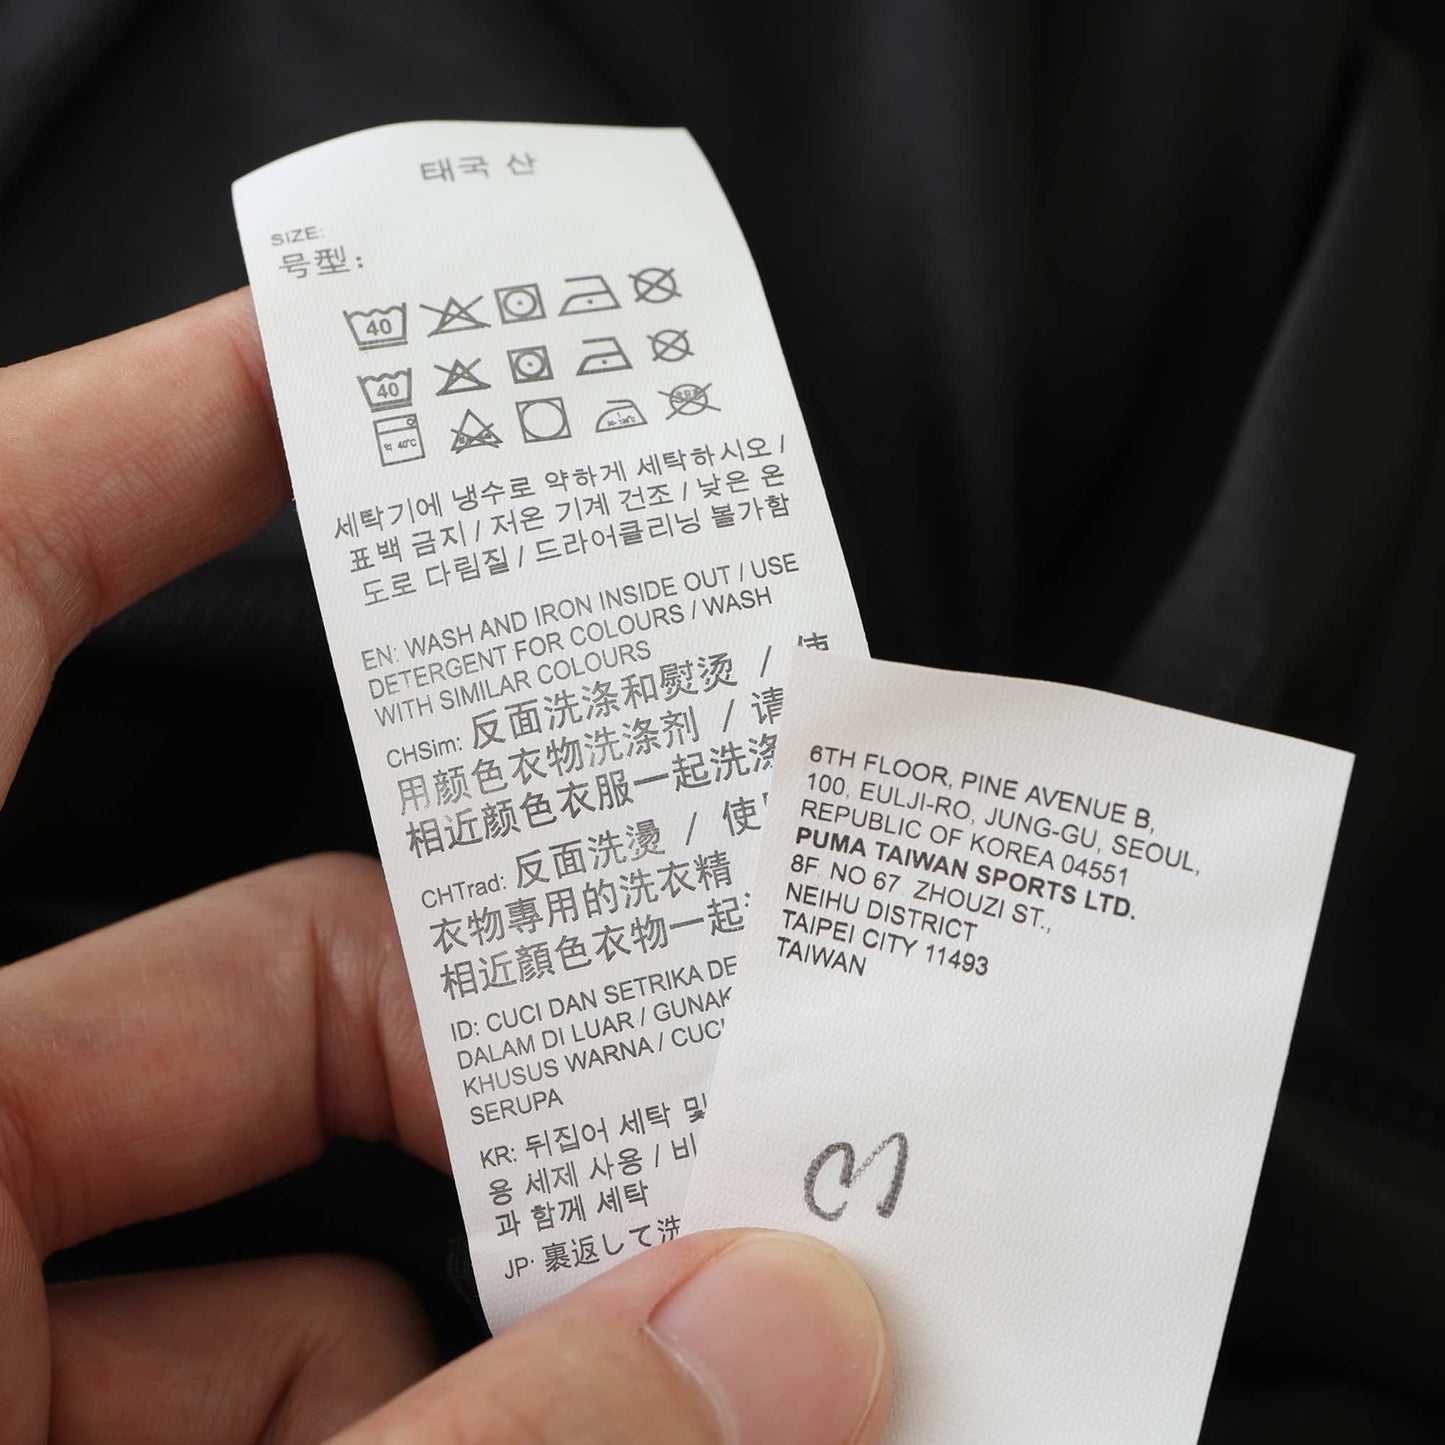 태국 산
SIZE:
号型:
40
40
약 40℃
세탁기에 냉수로 약하게 세탁하시오 /
표백 금지 / 저온 기계 건조 / 낮은 온
도로 다림질 / 드라어클리닝 불가함
EN: WASH AND IRON INSIDE OUT / USE
DETERGENT FOR COLOURS / WASH
WITH SIMILAR COLOURS
CHSim: 反面洗涤和熨烫 / 使
用颜色衣物洗涤剂 / 请
相近颜色衣服一起洗涤
CHTrad: 反面洗燙 / 使
衣物專用的洗衣精
相近顏色衣物一起
ID: CUCI DAN SETRIKA DE
DALAM DI LUAR / GUNAK
KHUSUS WARNA / CUCI
SERUPA
KR: 뒤집어 세탁 및
용 세제 사용 / 비
과 함께 세탁
JP: 裏返して洗
6TH FLOOR, PINE AVENUE B,
100, EULJI-RO, JUNG-GU, SEOUL,
REPUBLIC OF KOREA 04551
PUMA TAIWAN SPORTS LTD.
8F. NO 67. ZHOUZI ST.,
NEIHU DISTRICT
TAIPEI CITY 11493
TAIWAN